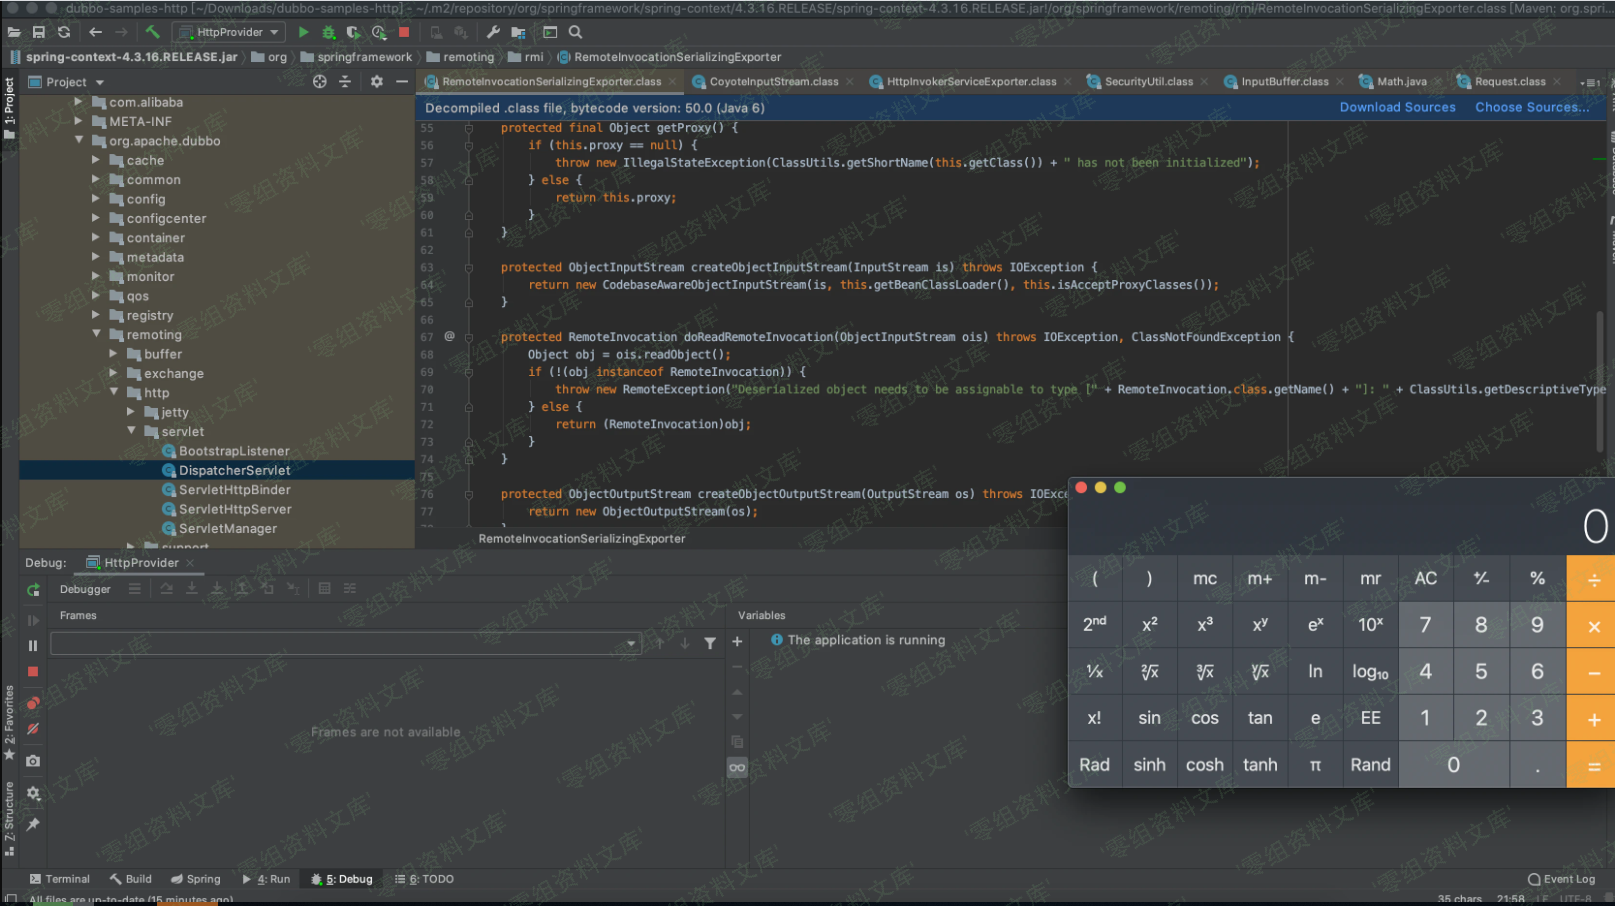 dubbo-samples-http [~/Downloads/dubbo-samples-http] - ~/.m2/repository/org/springframework/spring-context/4.3.16.RELEASE/spring-context-4.3.16.RELEASE.jar!/org/springframework/remoting/rmi/RemoteInvocationSerializingExporter.class [Maven: org.spri...
HttpProvider
spring-context-4.3.16.RELEASE.jar org springframework remoting rmi RemoteInvocationSerializingExporter
1: Project
Project
RemoteInvocationSerializingExporter.class CoyoteInputStream.class HttpInvokerServiceExporter.class SecurityUtil.class InputBuffer.class Math.java Request.class
Decompiled .class file, bytecode version: 50.0 (Java 6) Download Sources Choose Sources...
com.alibaba
META-INF
org.apache.dubbo
cache
common
config
configcenter
container
metadata
monitor
qos
registry
remoting
buffer
exchange
http
jetty
servlet
BootstrapListener
DispatcherServlet
ServletHttpBinder
ServletHttpServer
ServletManager
support
55 protected final Object getProxy() {
56 if (this.proxy == null) {
57 throw new IllegalStateException(ClassUtils.getShortName(this.getClass()) + " has not been initialized");
58 } else {
59 return this.proxy;
60 }
61 }
62
63 protected ObjectInputStream createObjectInputStream(InputStream is) throws IOException {
64 return new CodebaseAwareObjectInputStream(is, this.getBeanClassLoader(), this.isAcceptProxyClasses());
65 }
66
67 @ protected RemoteInvocation doReadRemoteInvocation(ObjectInputStream ois) throws IOException, ClassNotFoundException {
68 Object obj = ois.readObject();
69 if (!(obj instanceof RemoteInvocation)) {
70 throw new RemoteException("Deserialized object needs to be assignable to type [" + RemoteInvocation.class.getName() + "]: " + ClassUtils.getDescriptiveType
71 } else {
72 return (RemoteInvocation)obj;
73 }
74 }
75
76 protected ObjectOutputStream createObjectOutputStream(OutputStream os) throws IOExce
77 return new ObjectOutputStream(os);
78 }
RemoteInvocationSerializingExporter
Debug: HttpProvider
Debugger
Frames
Variables
The application is running
Frames are not available
0
( ) mc m+ m- mr AC +⁄- % ÷
2nd x² x³ xʸ eˣ 10ˣ 7 8 9 ×
¹⁄x ²√x ³√x ʸ√x ln log₁₀ 4 5 6 −
x! sin cos tan e EE 1 2 3 +
Rad sinh cosh tanh π Rand 0 . =
2: Favorites
7: Structure
Terminal Build Spring 4: Run 5: Debug 6: TODO Event Log
All files are up-to-date (15 minutes ago) 35 chars 21:58 LF UTF-8
'零组资料文库'